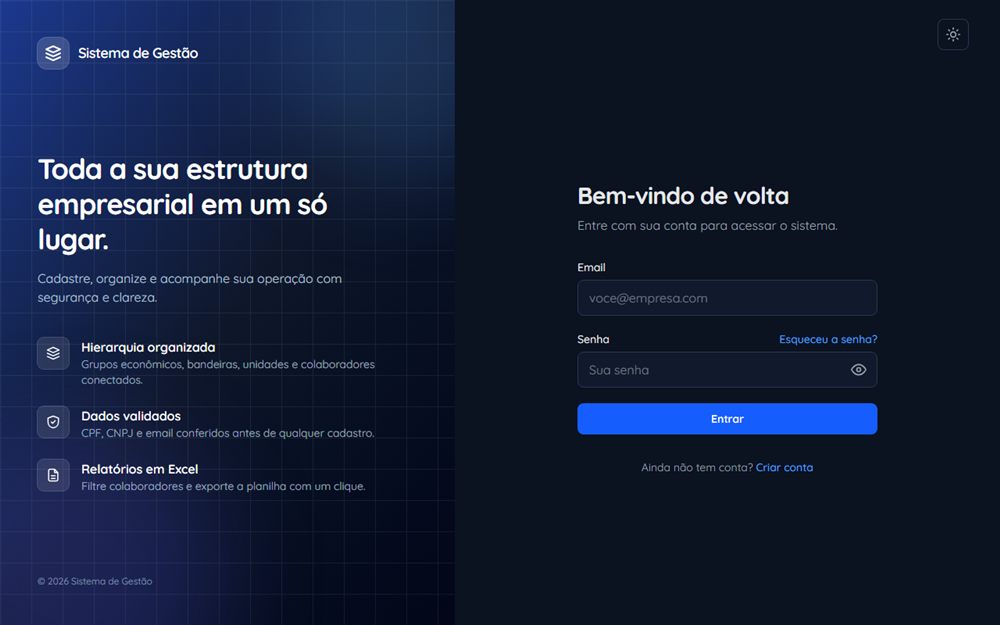 Sistema de Gestão
Toda a sua estrutura
empresarial em um só
lugar.
Cadastre, organize e acompanhe sua operação com
segurança e clareza.
Hierarquia organizada
Grupos econômicos, bandeiras, unidades e colaboradores
conectados.
Dados validados
CPF, CNPJ e email conferidos antes de qualquer cadastro.
Relatórios em Excel
Filtre colaboradores e exporte a planilha com um clique.
© 2026 Sistema de Gestão
Bem-vindo de volta
Entre com sua conta para acessar o sistema.
Email
voce@empresa.com
Senha Esqueceu a senha?
Sua senha
Entrar
Ainda não tem conta? Criar conta